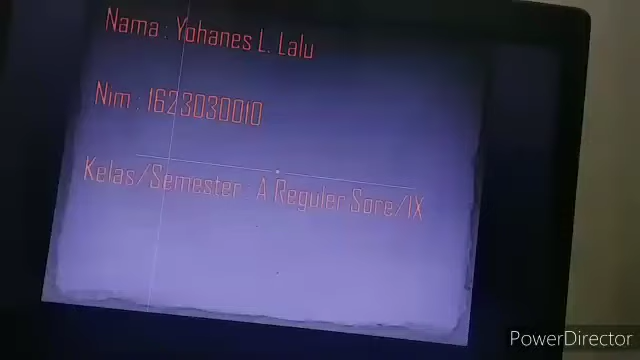 Nama : Yohanes L. Lalu
Nim : 1623030010
Kelas/Semester : A Reguler Sore/IX
PowerDirector